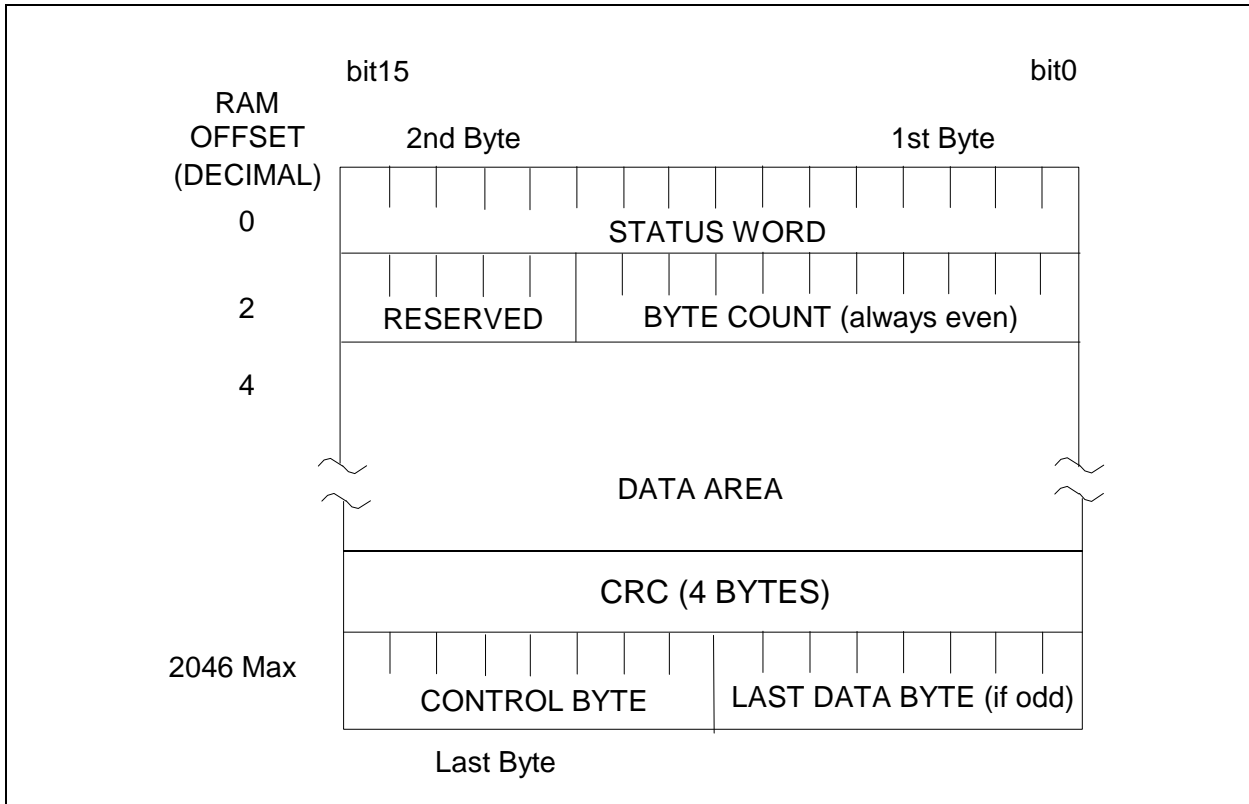 bit15 bit0
RAM
OFFSET
(DECIMAL)
2nd Byte 1st Byte
0 STATUS WORD
2 RESERVED BYTE COUNT (always even)
4
DATA AREA
CRC (4 BYTES)
2046 Max CONTROL BYTE LAST DATA BYTE (if odd)
Last Byte